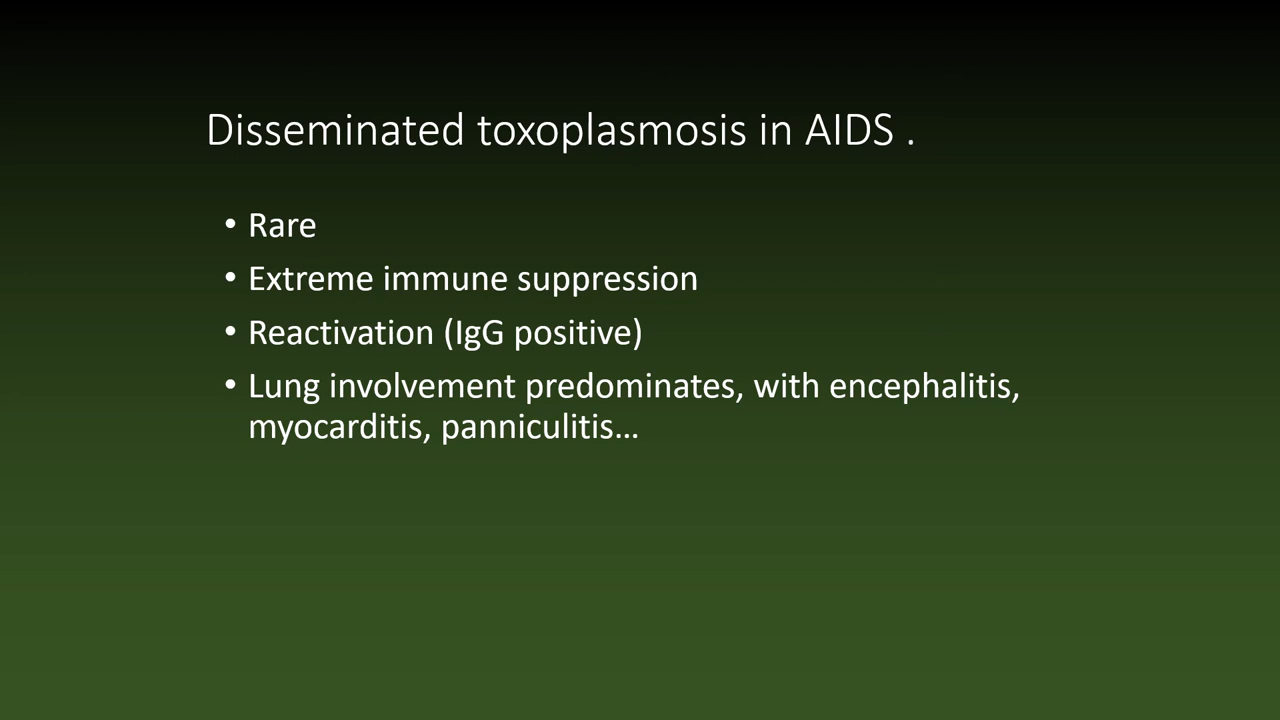 Disseminated toxoplasmosis in AIDS .
• Rare
• Extreme immune suppression
• Reactivation (IgG positive)
• Lung involvement predominates, with encephalitis,
myocarditis, panniculitis…